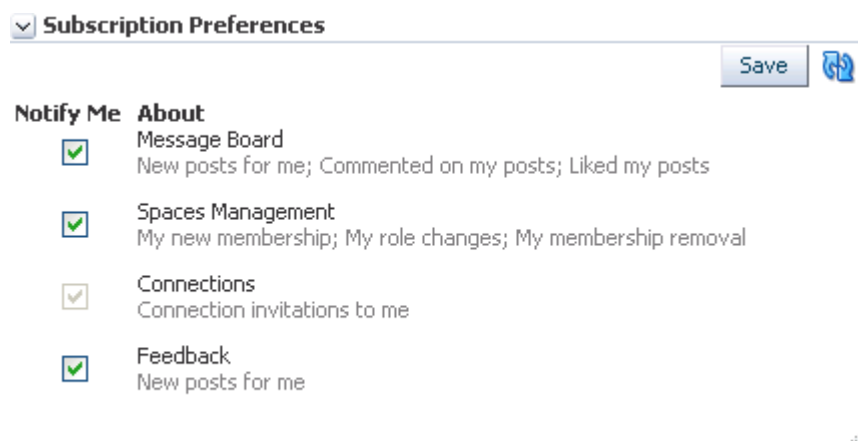 Subscription Preferences
Save
Notify Me About
Message Board
New posts for me; Commented on my posts; Liked my posts
Spaces Management
My new membership; My role changes; My membership removal
Connections
Connection invitations to me
Feedback
New posts for me